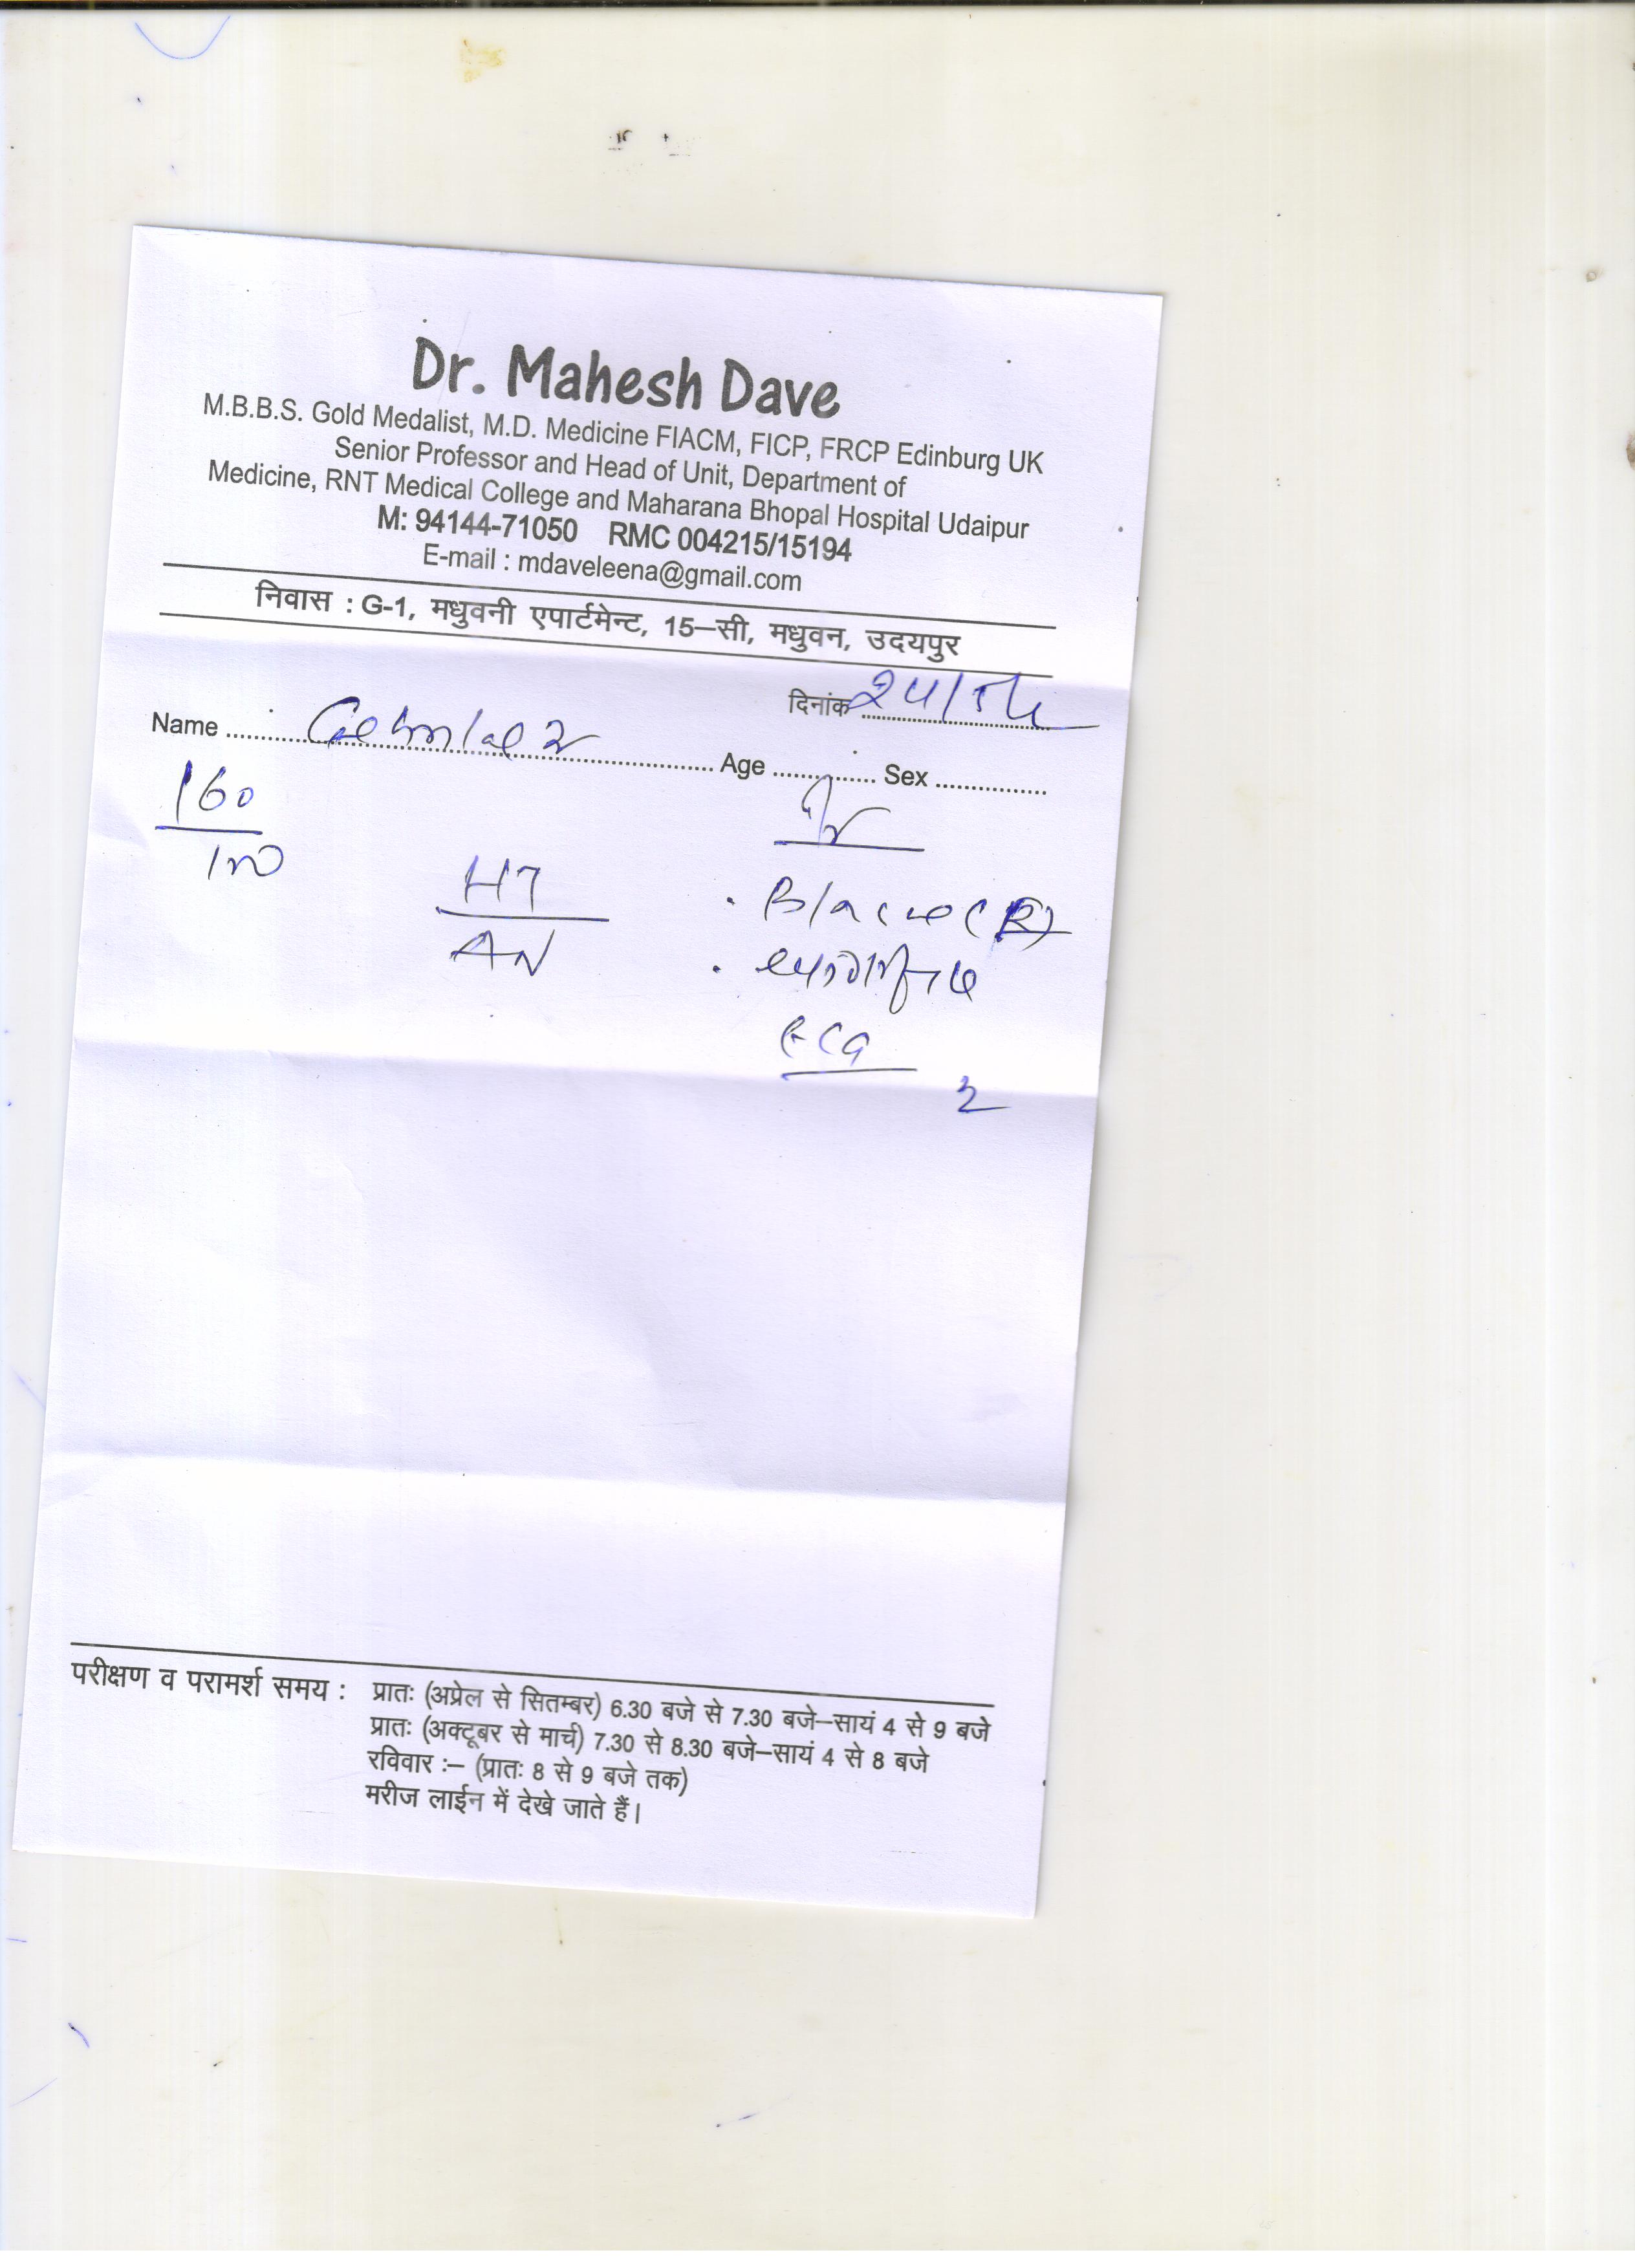 Dr. Mahesh Dave
M.B.B.S. Gold Medalist, M.D. Medicine FIACM, FICP, FRCP Edinburg UK
Senior Professor and Head of Unit, Department of
Medicine, RNT Medical College and Maharana Bhopal Hospital Udaipur
M: 94144-71050 RMC 004215/15194
E-mail : mdaveleena@gmail.com
निवास : G-1, मधुवनी एपार्टमेन्ट, 15–सी, मधुवन, उदयपुर
दिनांक
Name Age Sex
160
HT
AN
ECG
परीक्षण व परामर्श समय : प्रातः (अप्रेल से सितम्बर) 6.30 बजे से 7.30 बजे–सायं 4 से 9 बजे
प्रातः (अक्टूबर से मार्च) 7.30 से 8.30 बजे–सायं 4 से 8 बजे
रविवार :– (प्रातः 8 से 9 बजे तक)
मरीज लाईन में देखे जाते हैं।